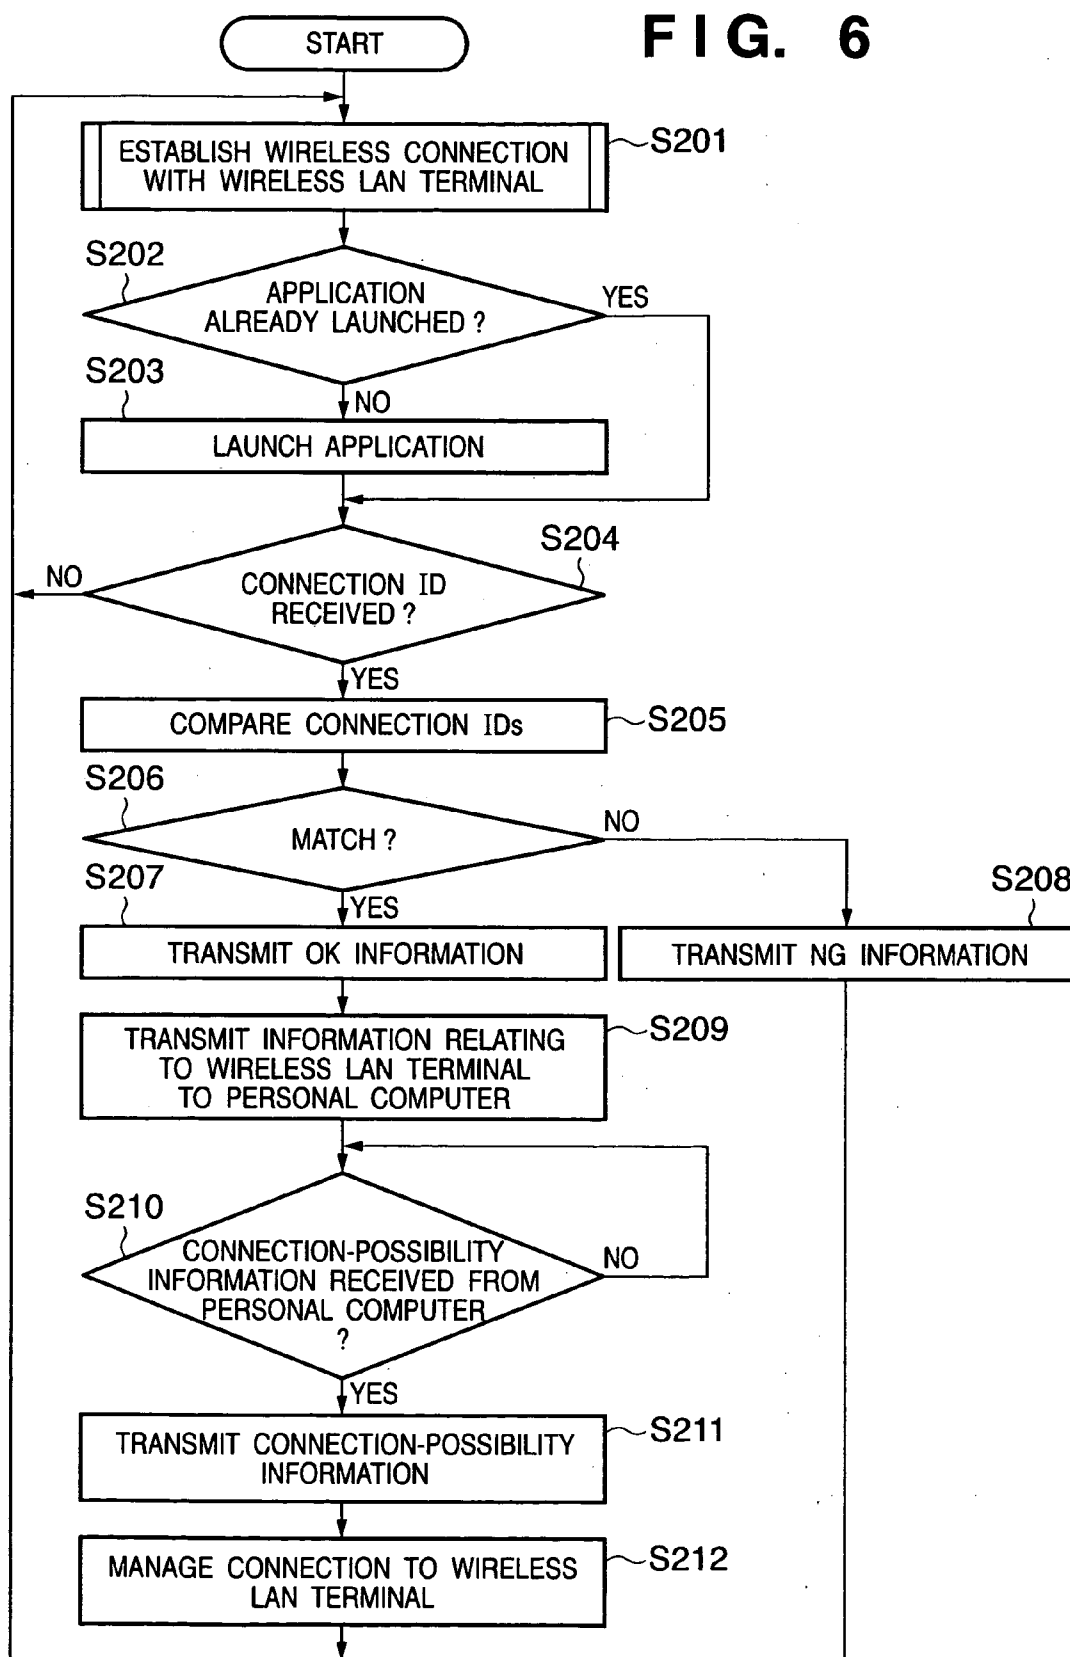 FIG. 6
START
ESTABLISH WIRELESS CONNECTION
WITH WIRELESS LAN TERMINAL
S201
S202
APPLICATION
ALREADY LAUNCHED ?
YES
S203
NO
LAUNCH APPLICATION
S204
NO
CONNECTION ID
RECEIVED ?
YES
COMPARE CONNECTION IDs
S205
S206
MATCH ?
NO
S207
YES
S208
TRANSMIT OK INFORMATION
TRANSMIT NG INFORMATION
TRANSMIT INFORMATION RELATING
TO WIRELESS LAN TERMINAL
TO PERSONAL COMPUTER
S209
S210
CONNECTION-POSSIBILITY
INFORMATION RECEIVED FROM
PERSONAL COMPUTER
?
NO
YES
TRANSMIT CONNECTION-POSSIBILITY
INFORMATION
S211
MANAGE CONNECTION TO WIRELESS
LAN TERMINAL
S212